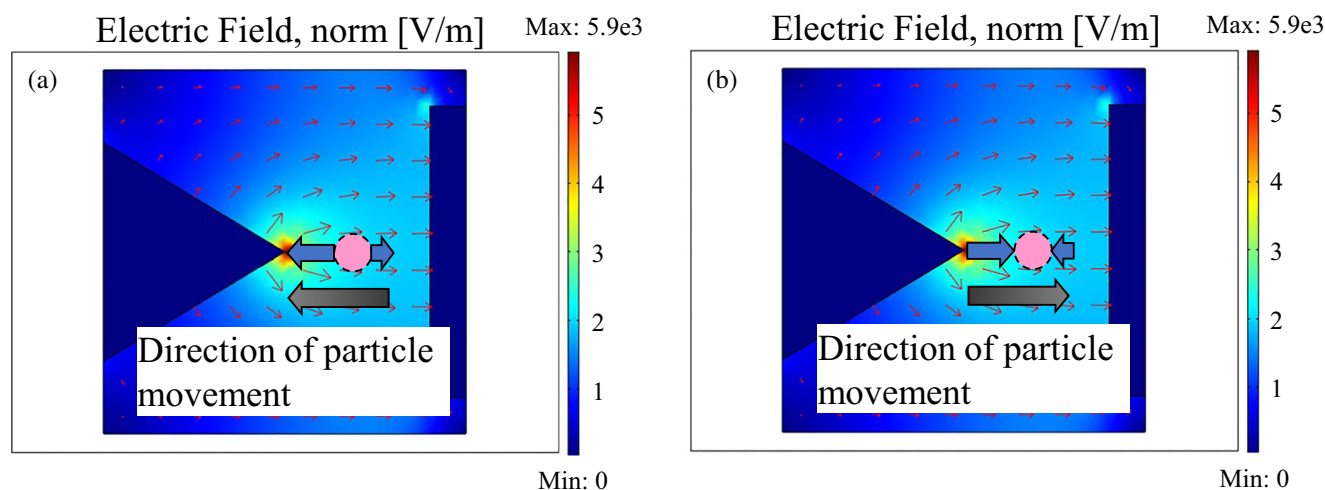 Electric Field, norm [V/m] Max: 5.9e3
(a)
5
4
3
2
1
Direction of particle
movement
Min: 0
Electric Field, norm [V/m] Max: 5.9e3
(b)
5
4
3
2
1
Direction of particle
movement
Min: 0